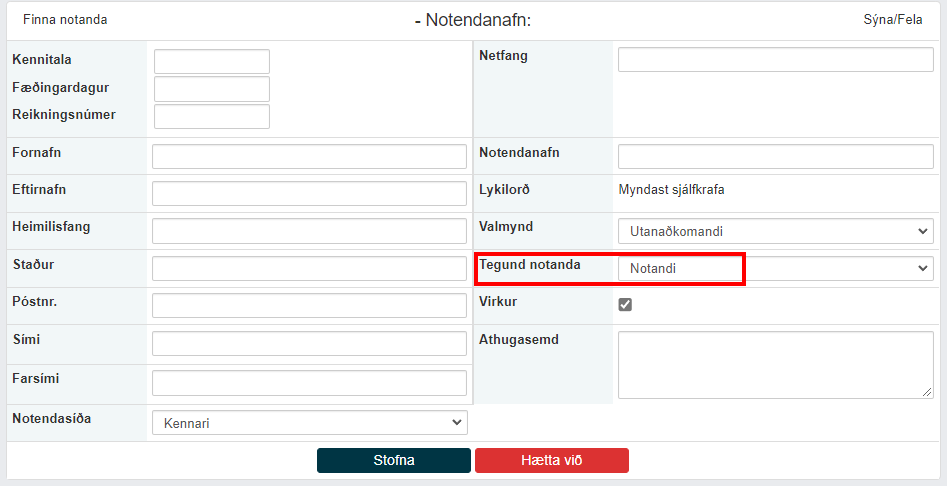 Finna notanda
- Notendanafn:
Sýna/Fela
Kennitala
Fæðingardagur
Reikningsnúmer
Netfang
Fornafn
Notendanafn
Eftirnafn
Lykilorð Myndast sjálfkrafa
Heimilisfang
Valmynd Utanaðkomandi
Staður
Tegund notanda Notandi
Póstnr.
Virkur
Sími
Athugasemd
Farsími
Notendasíða Kennari
Stofna
Hætta við